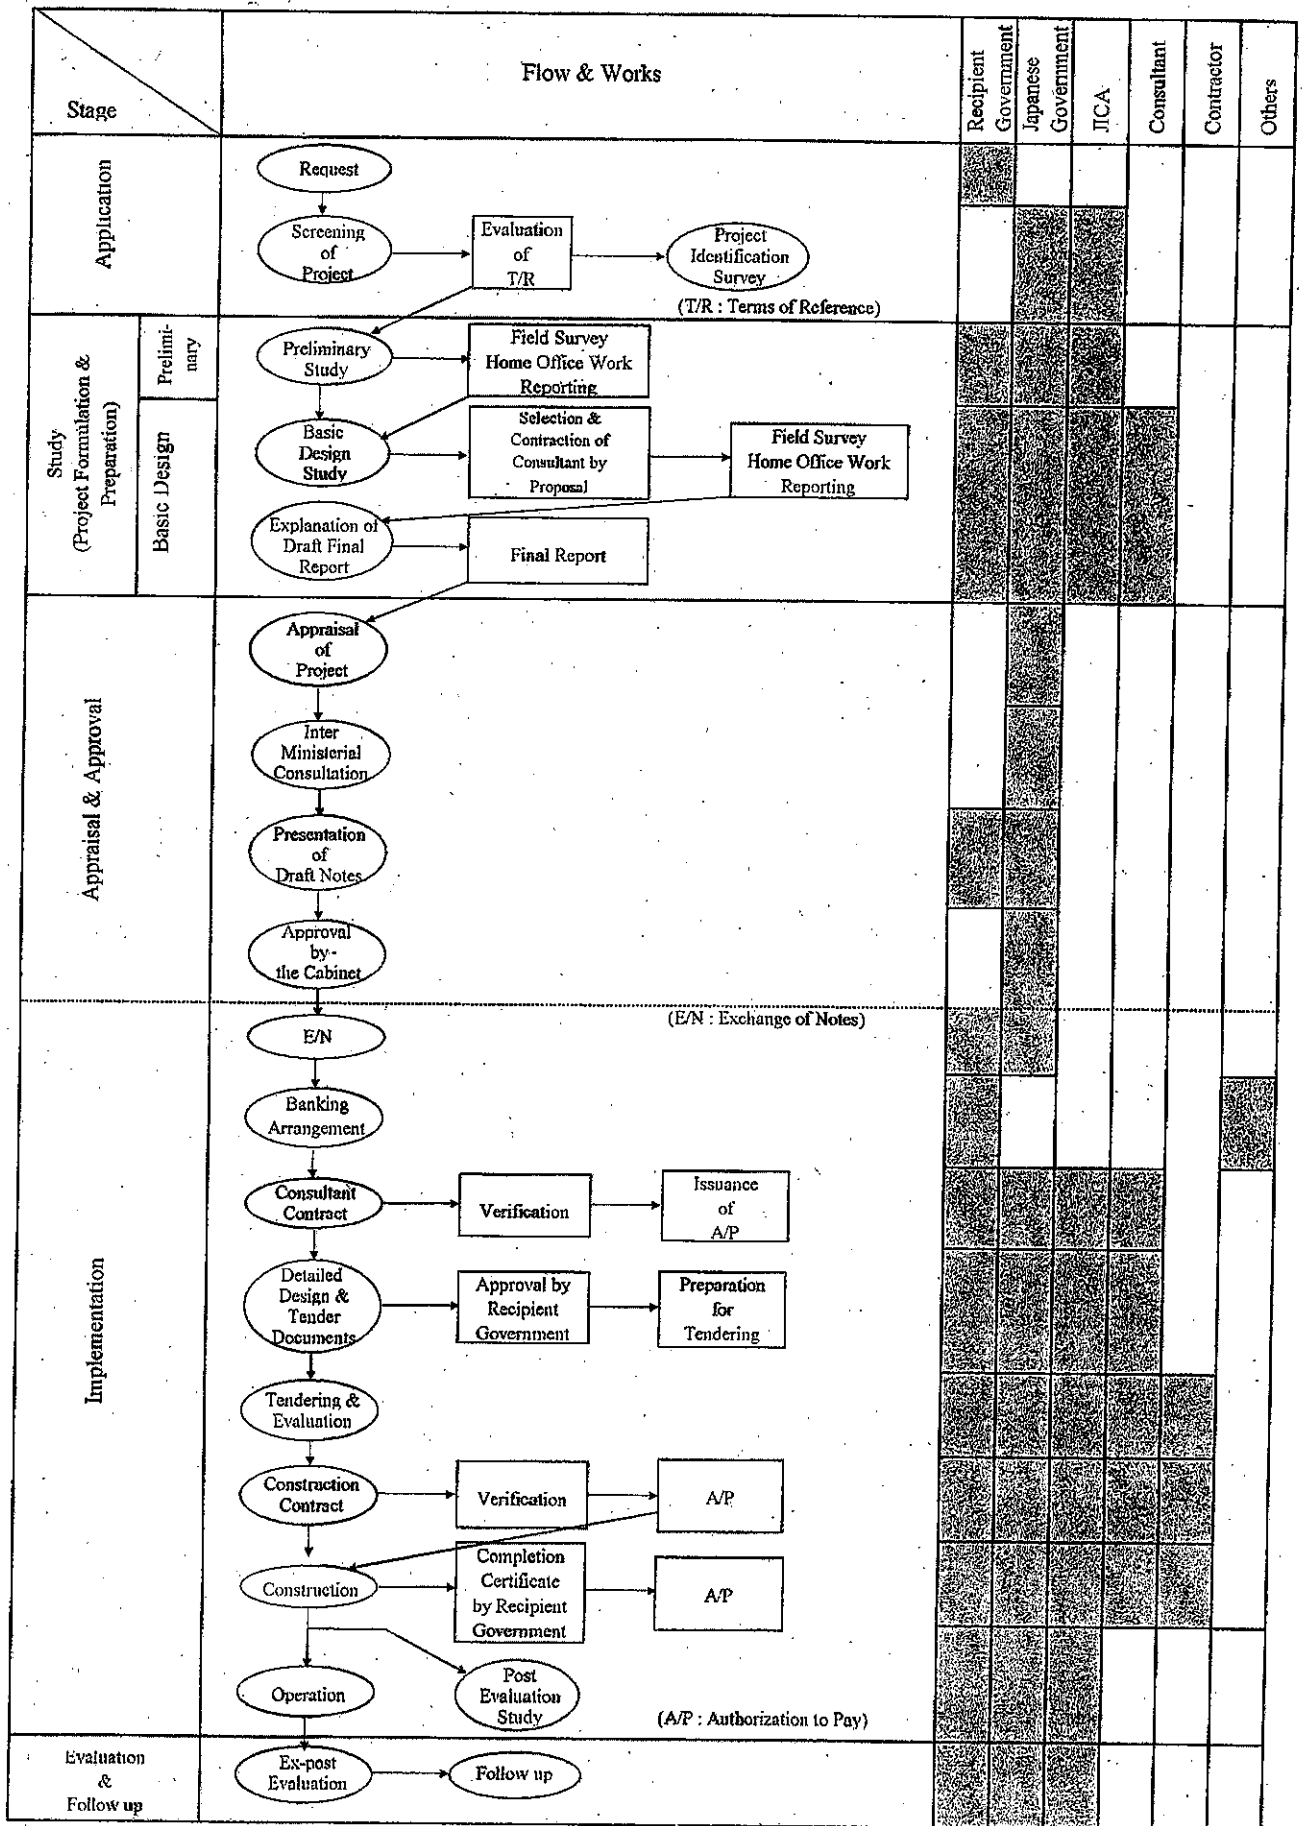 Stage
Flow & Works
Recipient
Government
Japanese
Government
JICA
Consultant
Contractor
Others
Application
Request
Screening
of
Project
Evaluation
of
T/R
Project
Identification
Survey
(T/R : Terms of Reference)
Study
(Project Formulation &
Preparation)
Prelimi-
nary
Preliminary
Study
Field Survey
Home Office Work
Reporting
Basic Design
Basic
Design
Study
Selection &
Contraction of
Consultant by
Proposal
Field Survey
Home Office Work
Reporting
Explanation of
Draft Final
Report
Final Report
Appraisal & Approval
Appraisal
of
Project
Inter
Ministerial
Consultation
Presentation
of
Draft Notes
Approval
by
the Cabinet
Implementation
E/N
(E/N : Exchange of Notes)
Banking
Arrangement
Consultant
Contract
Verification
Issuance
of
A/P
Detailed
Design &
Tender
Documents
Approval by
Recipient
Government
Preparation
for
Tendering
Tendering &
Evaluation
Construction
Contract
Verification
A/P
Construction
Completion
Certificate
by Recipient
Government
A/P
Operation
Post
Evaluation
Study
(A/P : Authorization to Pay)
Evaluation
&
Follow up
Ex-post
Evaluation
Follow up